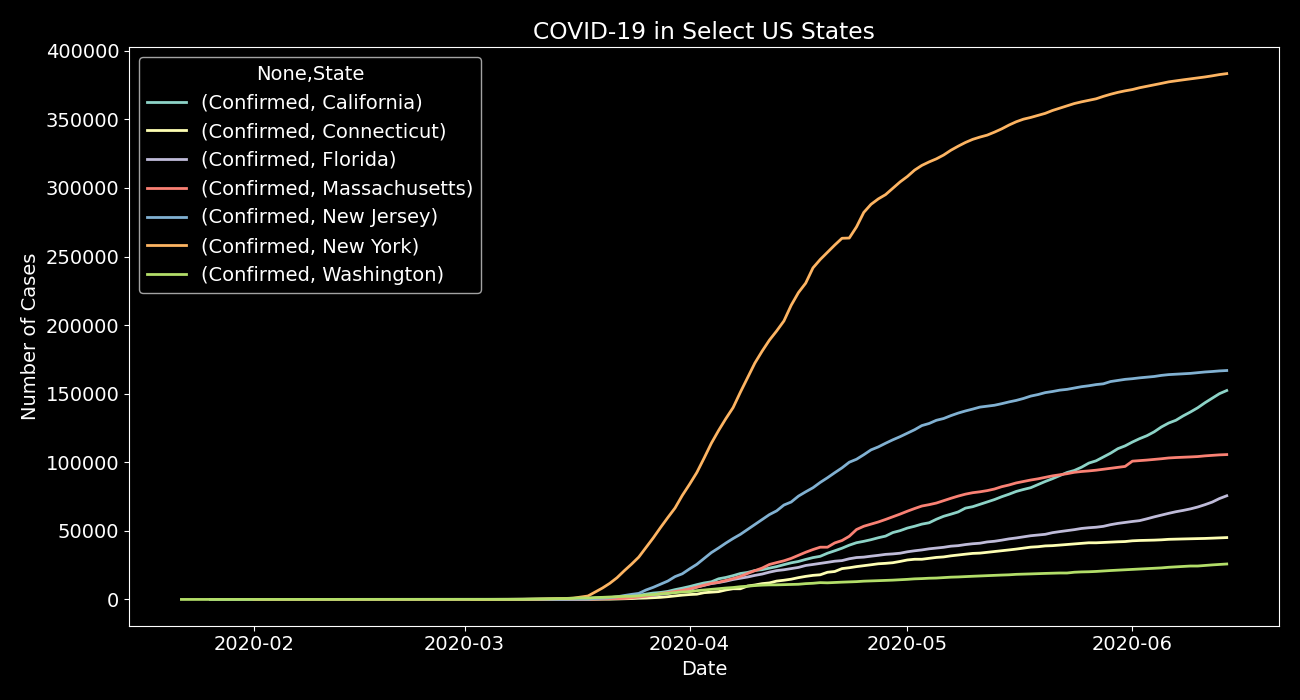 COVID-19 in Select US States
400000
350000
300000
250000
200000
150000
100000
50000
0
Number of Cases
None,State
(Confirmed, California)
(Confirmed, Connecticut)
(Confirmed, Florida)
(Confirmed, Massachusetts)
(Confirmed, New Jersey)
(Confirmed, New York)
(Confirmed, Washington)
2020-02 2020-03 2020-04 2020-05 2020-06
Date